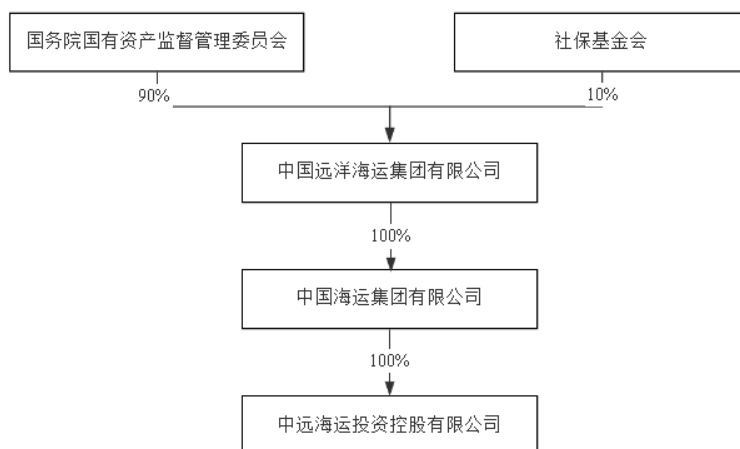 国务院国有资产监督管理委员会
社保基金会
90%
10%
中国远洋海运集团有限公司
100%
中国海运集团有限公司
100%
中远海运投资控股有限公司